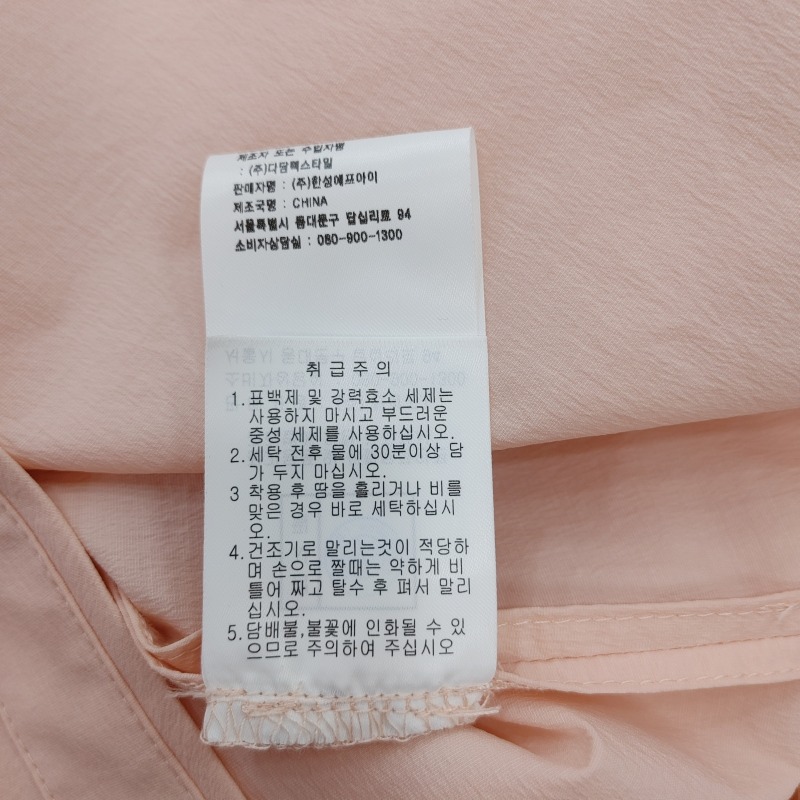 제조자 또는 수입자명
: (주)다담텍스타일
판매자명 : (주)한성에프아이
제조국명 : CHINA
서울특별시 동대문구 답십리로 94
소비자상담실 : 080-900-1300
취급주의
1.표백제 및 강력효소 세제는
사용하지 마시고 부드러운
중성 세제를 사용하십시오.
2.세탁 전후 물에 30분이상 담
가 두지 마십시오.
3 착용 후 땀을 흘리거나 비를
맞은 경우 바로 세탁하십시
오.
4.건조기로 말리는것이 적당하
며 손으로 짤때는 약하게 비
틀어 짜고 탈수 후 펴서 말리
십시오.
5.담배불,불꽃에 인화될 수 있
으므로 주의하여 주십시오